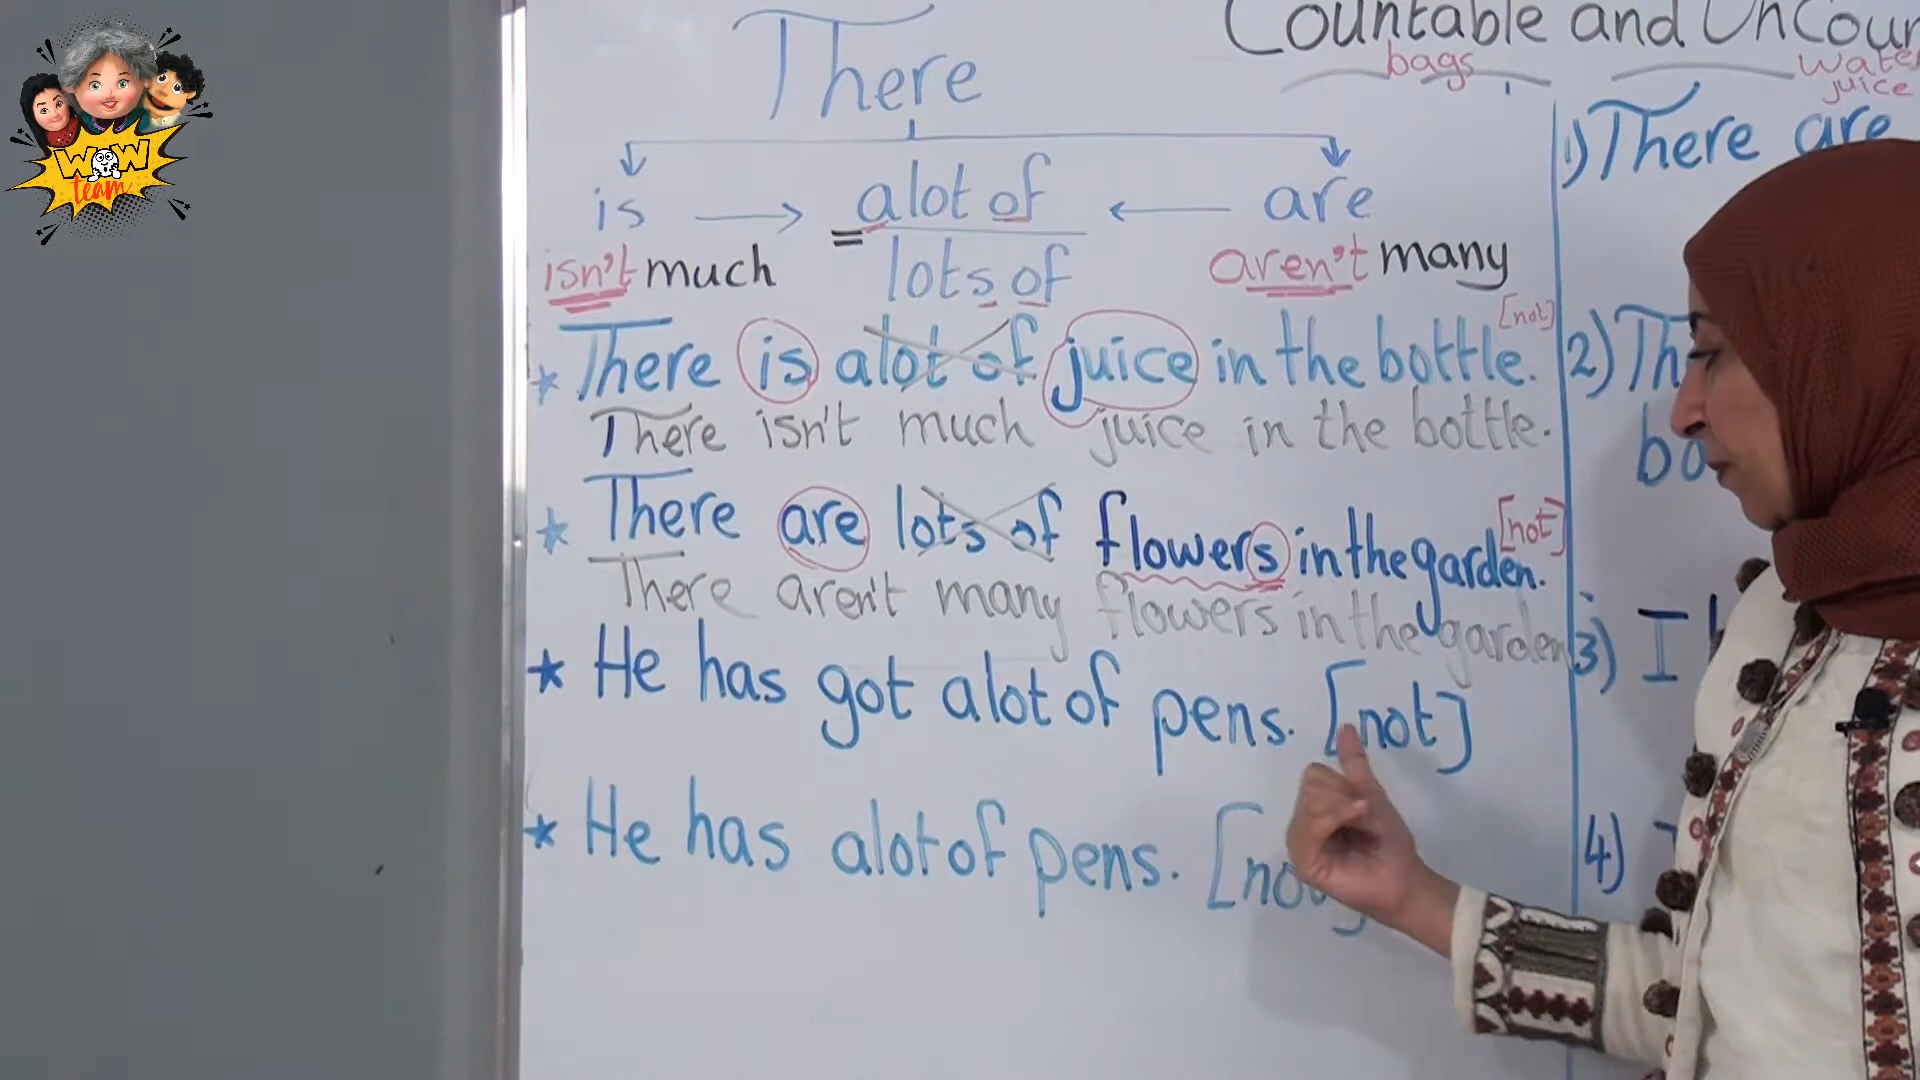 WOW
team
There
is → = alot of ← are
isn't much lots of aren't many
There is alot of juice in the bottle. [not]
There isn't much juice in the bottle.
There are lots of flowers in the garden. [not]
There aren't many flowers in the garden
He has got alot of pens. [not]
He has alot of pens.
Countable and
bags
juice
1) There are
2)
3) I
4)